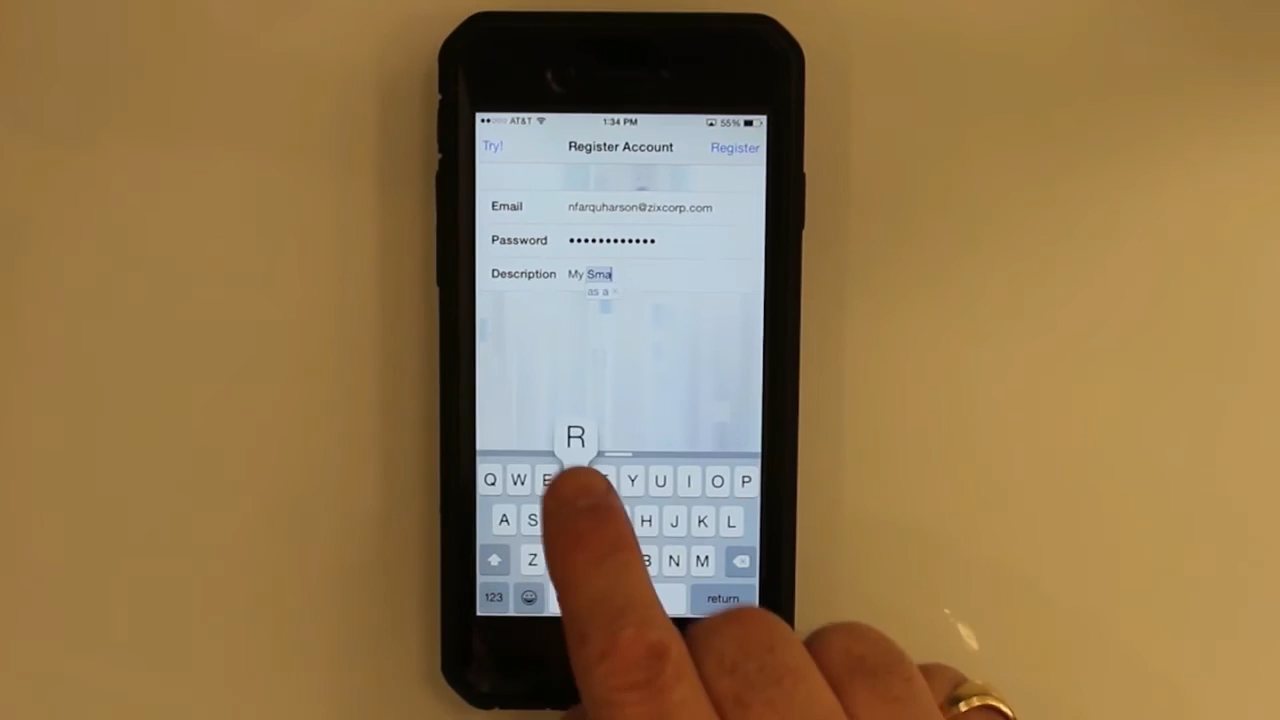 AT&T 1:34 PM 55%
Try! Register Account Register
Email nfarquharson@zixcorp.com
Password ••••••••••••
Description My Sma
as a ×
R
Q W E Y U I O P
A S H J K L
Z B N M
123 return